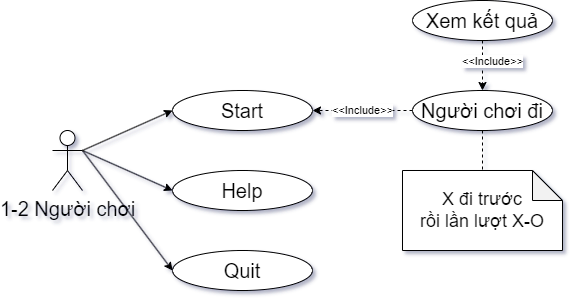 Xem kết quả
<<Include>>
Start
<<Include>>
Người chơi đi
Help
X đi trước
rồi lần lượt X-O
1-2 Người chơi
Quit